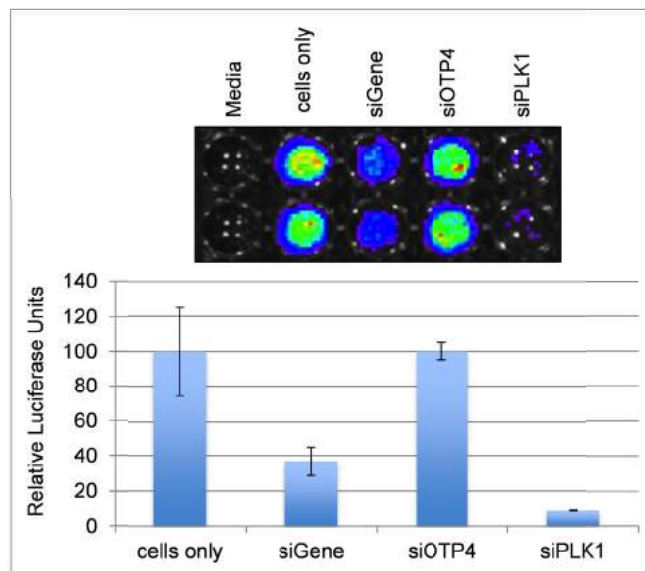 Media
cells only
siGene
siOTP4
siPLK1
Relative Luciferase Units
140
120
100
80
60
40
20
0
cells only
siGene
siOTP4
siPLK1